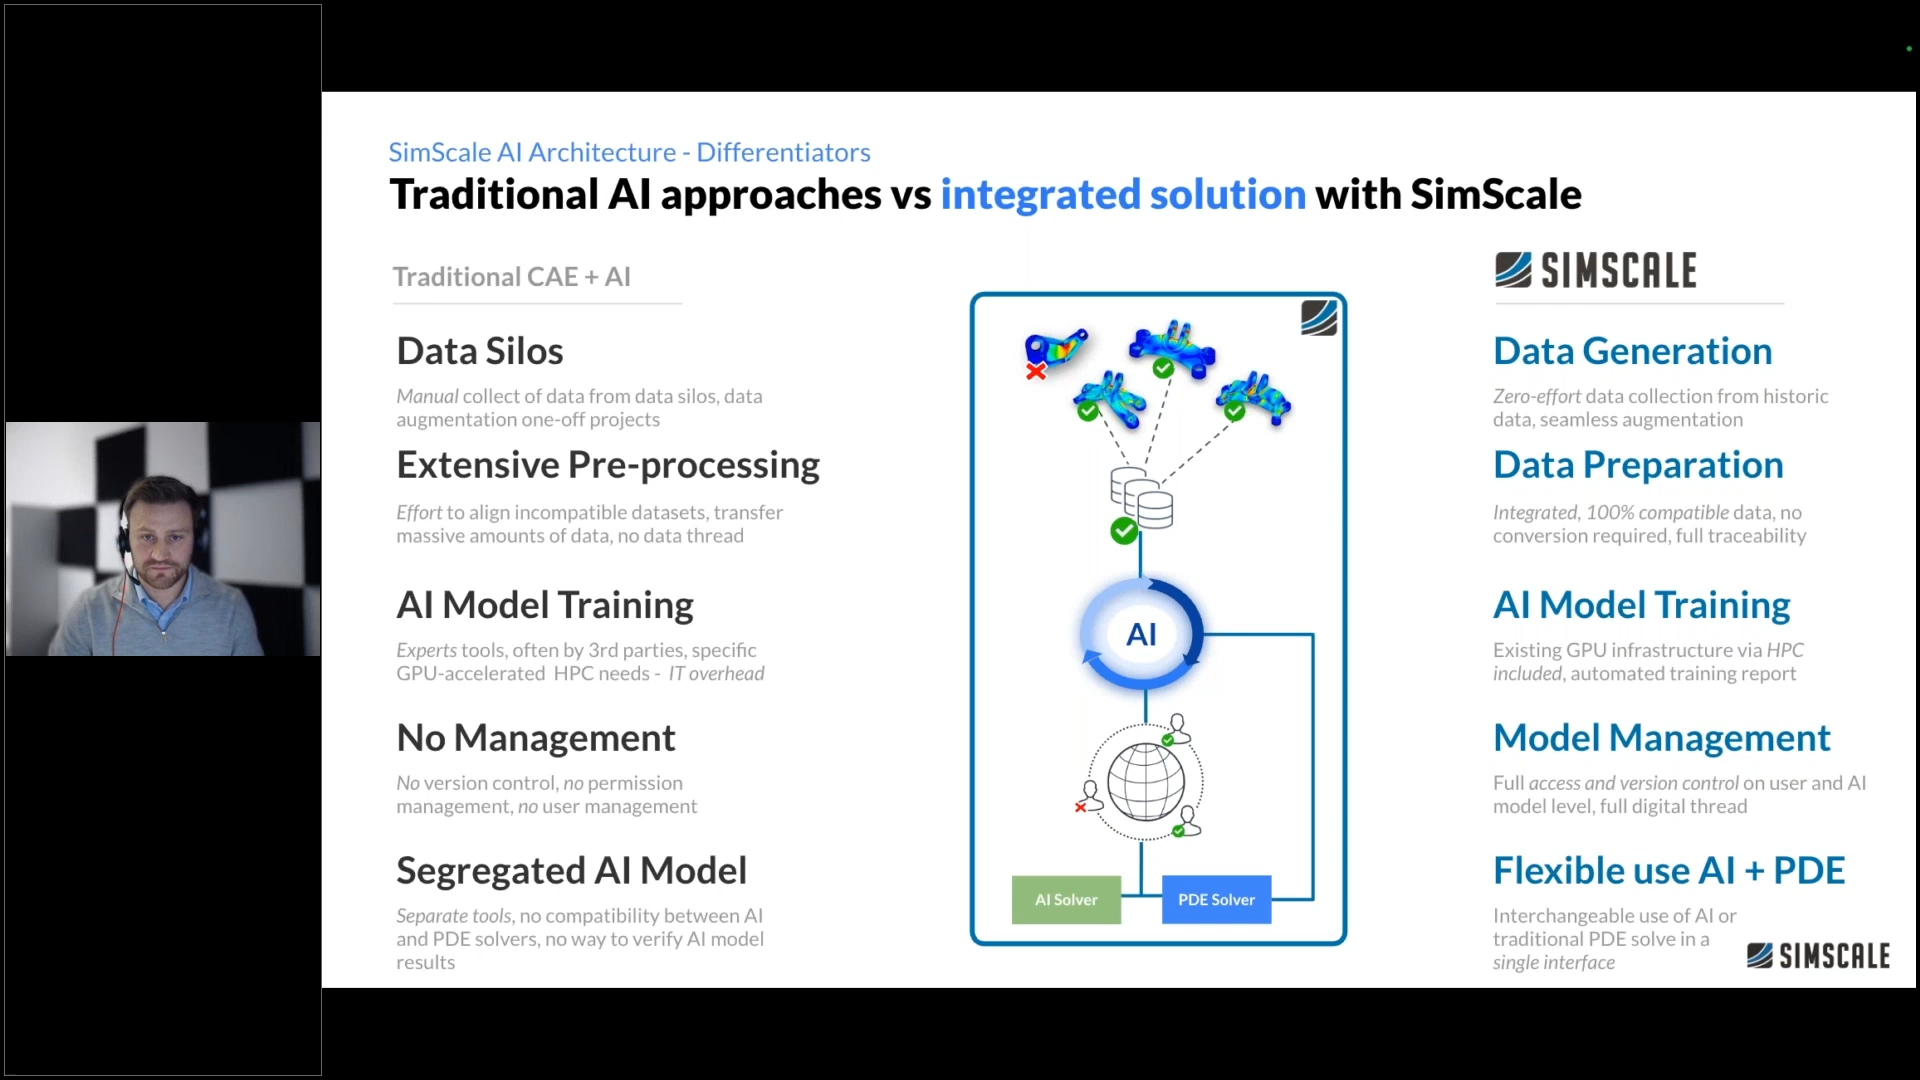 SimScale AI Architecture - Differentiators
Traditional AI approaches vs integrated solution with SimScale
Traditional CAE + AI
Data Silos
Manual collect of data from data silos, data
augmentation one-off projects
Extensive Pre-processing
Effort to align incompatible datasets, transfer
massive amounts of data, no data thread
AI Model Training
Experts tools, often by 3rd parties, specific
GPU-accelerated HPC needs - IT overhead
No Management
No version control, no permission
management, no user management
Segregated AI Model
Separate tools, no compatibility between AI
and PDE solvers, no way to verify AI model
results
AI
AI Solver
PDE Solver
SIMSCALE
Data Generation
Zero-effort data collection from historic
data, seamless augmentation
Data Preparation
Integrated, 100% compatible data, no
conversion required, full traceability
AI Model Training
Existing GPU infrastructure via HPC
included, automated training report
Model Management
Full access and version control on user and AI
model level, full digital thread
Flexible use AI + PDE
Interchangeable use of AI or
traditional PDE solve in a
single interface
SIMSCALE